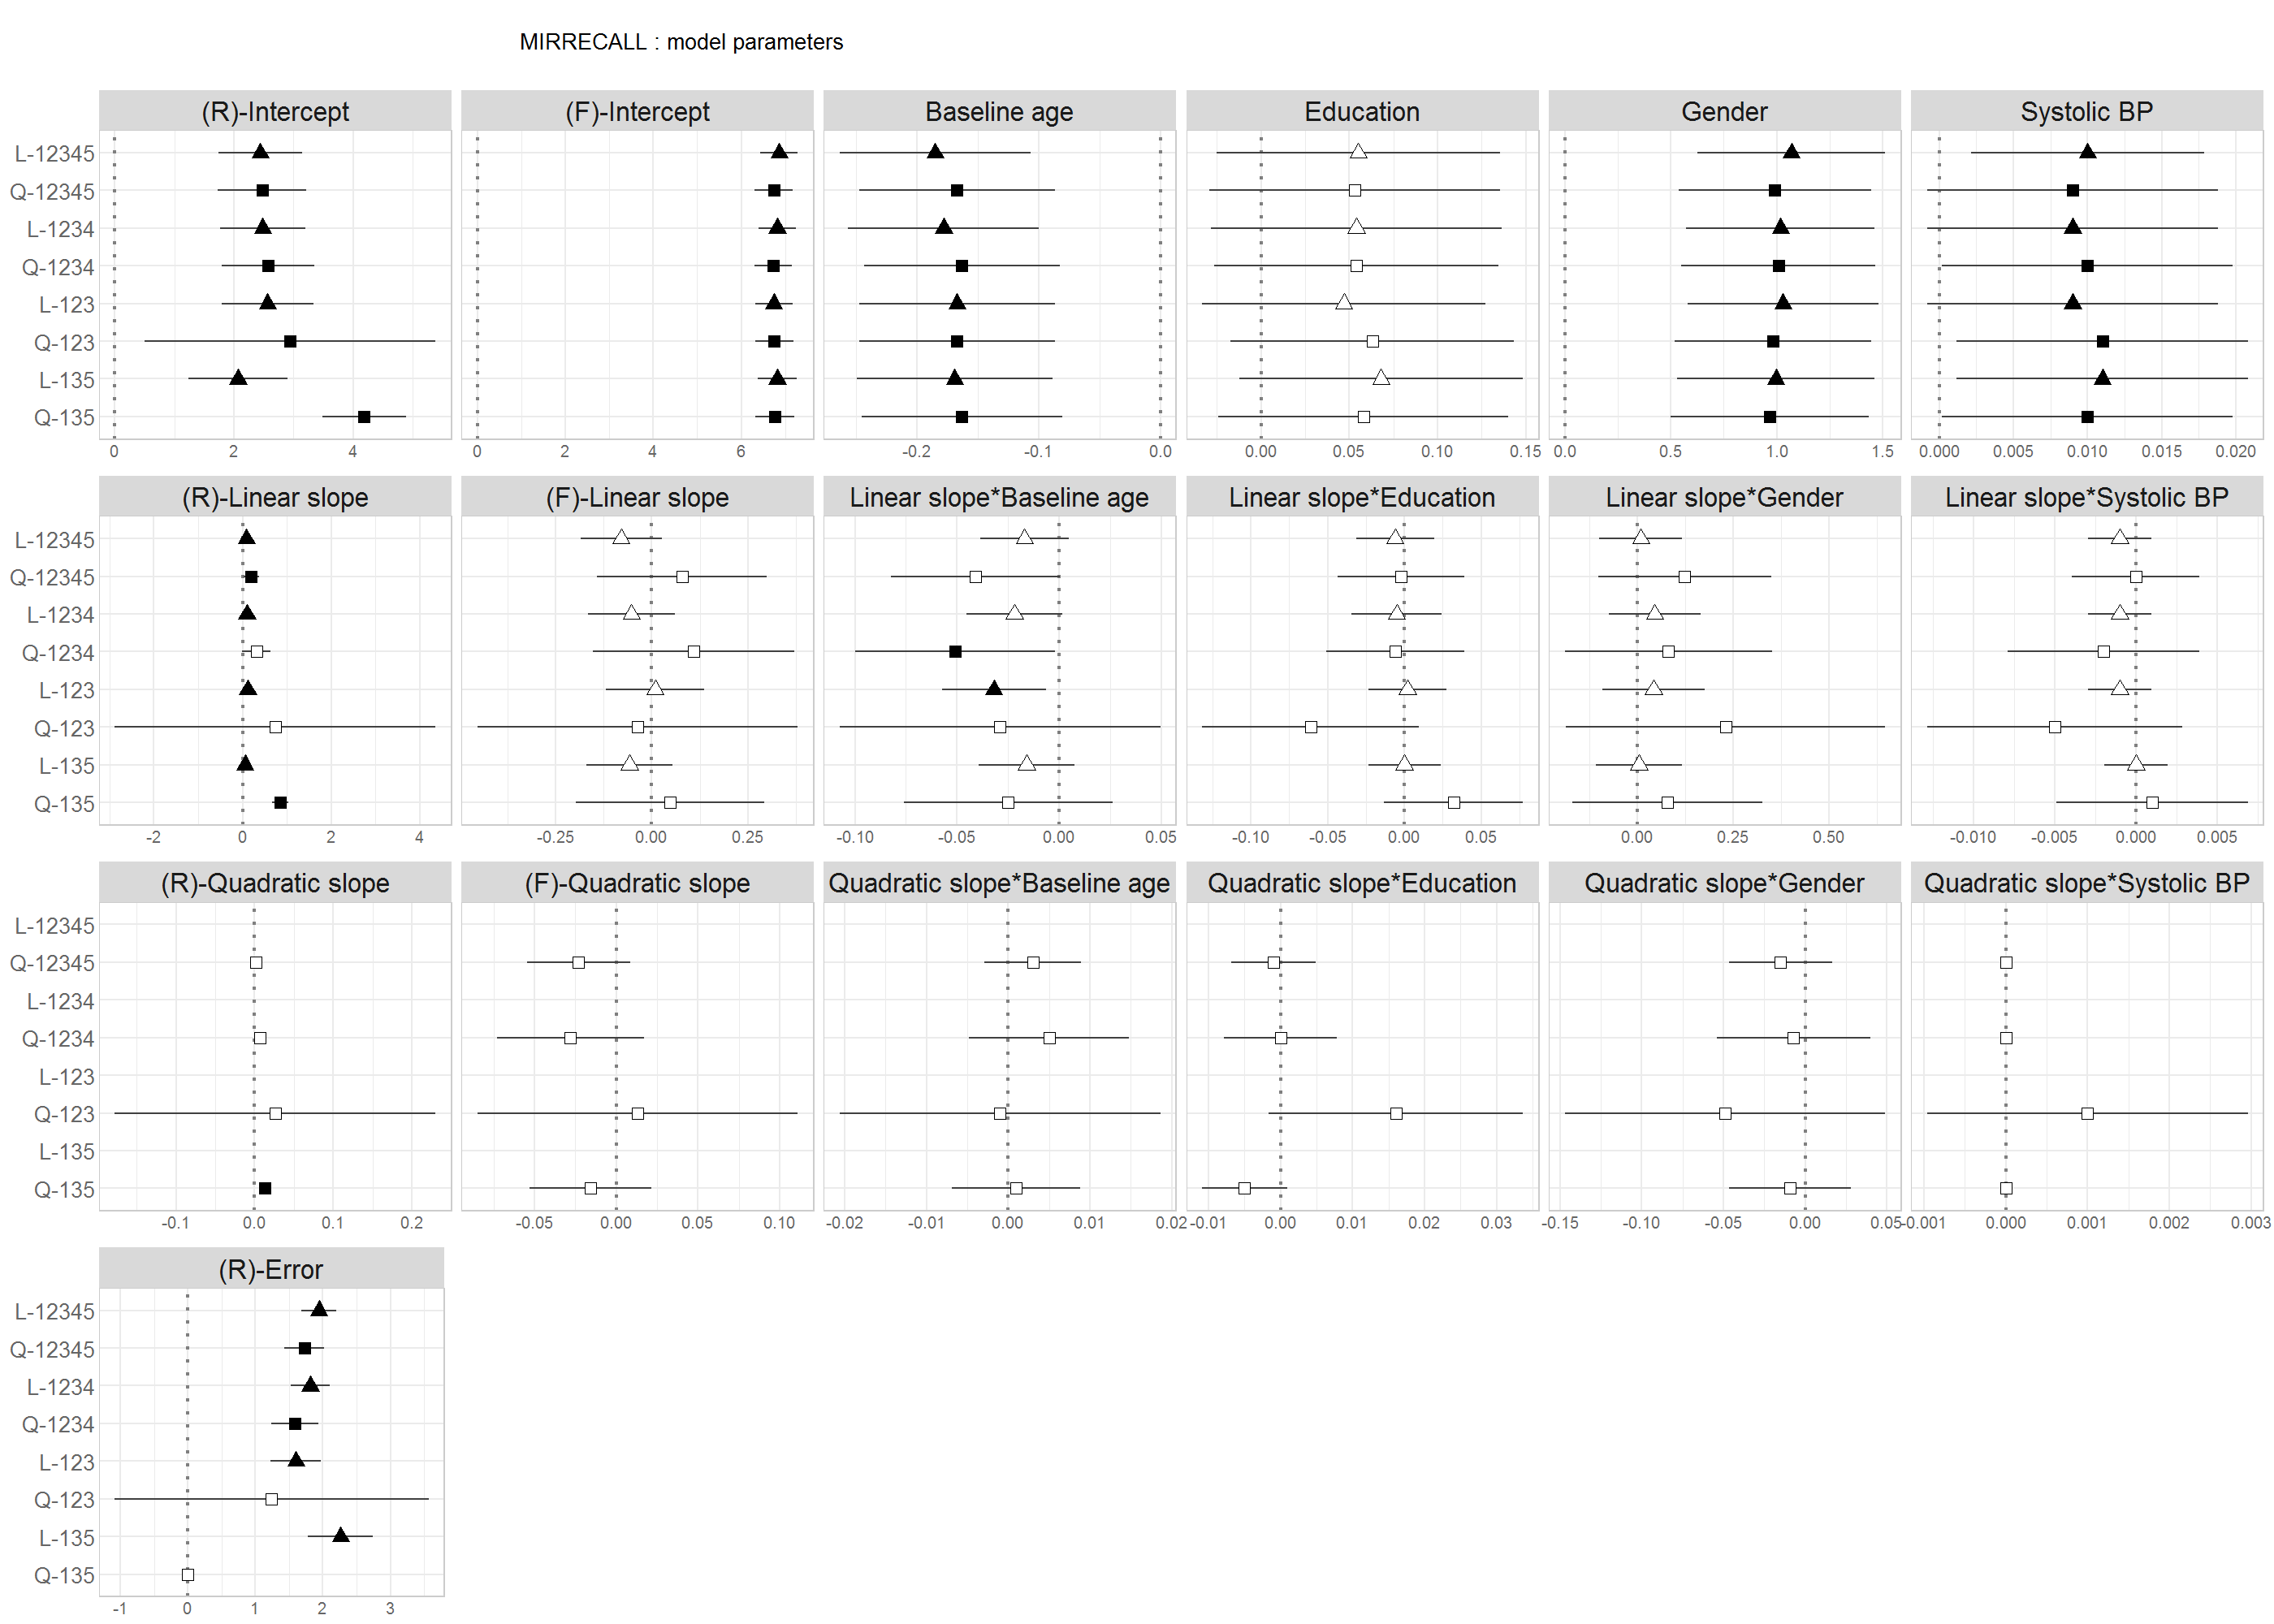 MIRRECALL : model parameters
(R)-Intercept (F)-Intercept Baseline age Education Gender Systolic BP
L-12345
Q-12345
L-1234
Q-1234
L-123
Q-123
L-135
Q-135
0 2 4 0 2 4 6 -0.2 -0.1 0.0 0.00 0.05 0.10 0.15 0.0 0.5 1.0 1.5 0.000 0.005 0.010 0.015 0.020
(R)-Linear slope (F)-Linear slope Linear slope*Baseline age Linear slope*Education Linear slope*Gender Linear slope*Systolic BP
L-12345
Q-12345
L-1234
Q-1234
L-123
Q-123
L-135
Q-135
-2 0 2 4 -0.25 0.00 0.25 -0.10 -0.05 0.00 0.05 -0.10 -0.05 0.00 0.05 0.00 0.25 0.50 -0.010 -0.005 0.000 0.005
(R)-Quadratic slope (F)-Quadratic slope Quadratic slope*Baseline age Quadratic slope*Education Quadratic slope*Gender Quadratic slope*Systolic BP
L-12345
Q-12345
L-1234
Q-1234
L-123
Q-123
L-135
Q-135
-0.1 0.0 0.1 0.2 -0.05 0.00 0.05 0.10 -0.02 -0.01 0.00 0.01 0.02 -0.01 0.00 0.01 0.02 0.03 -0.15 -0.10 -0.05 0.00 0.05 -0.001 0.000 0.001 0.002 0.003
(R)-Error
L-12345
Q-12345
L-1234
Q-1234
L-123
Q-123
L-135
Q-135
-1 0 1 2 3